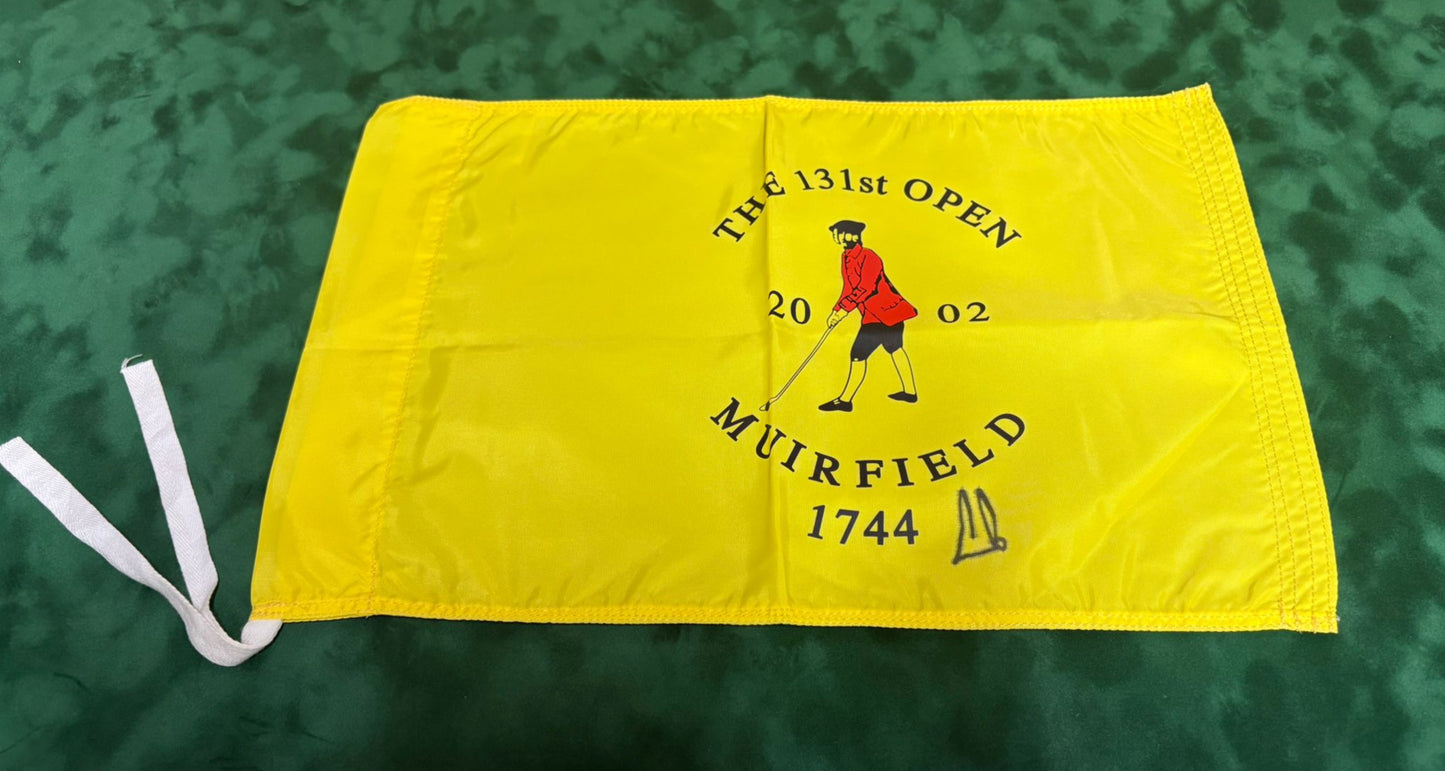 THE 131st OPEN
20 02
MUIRFIELD
1744